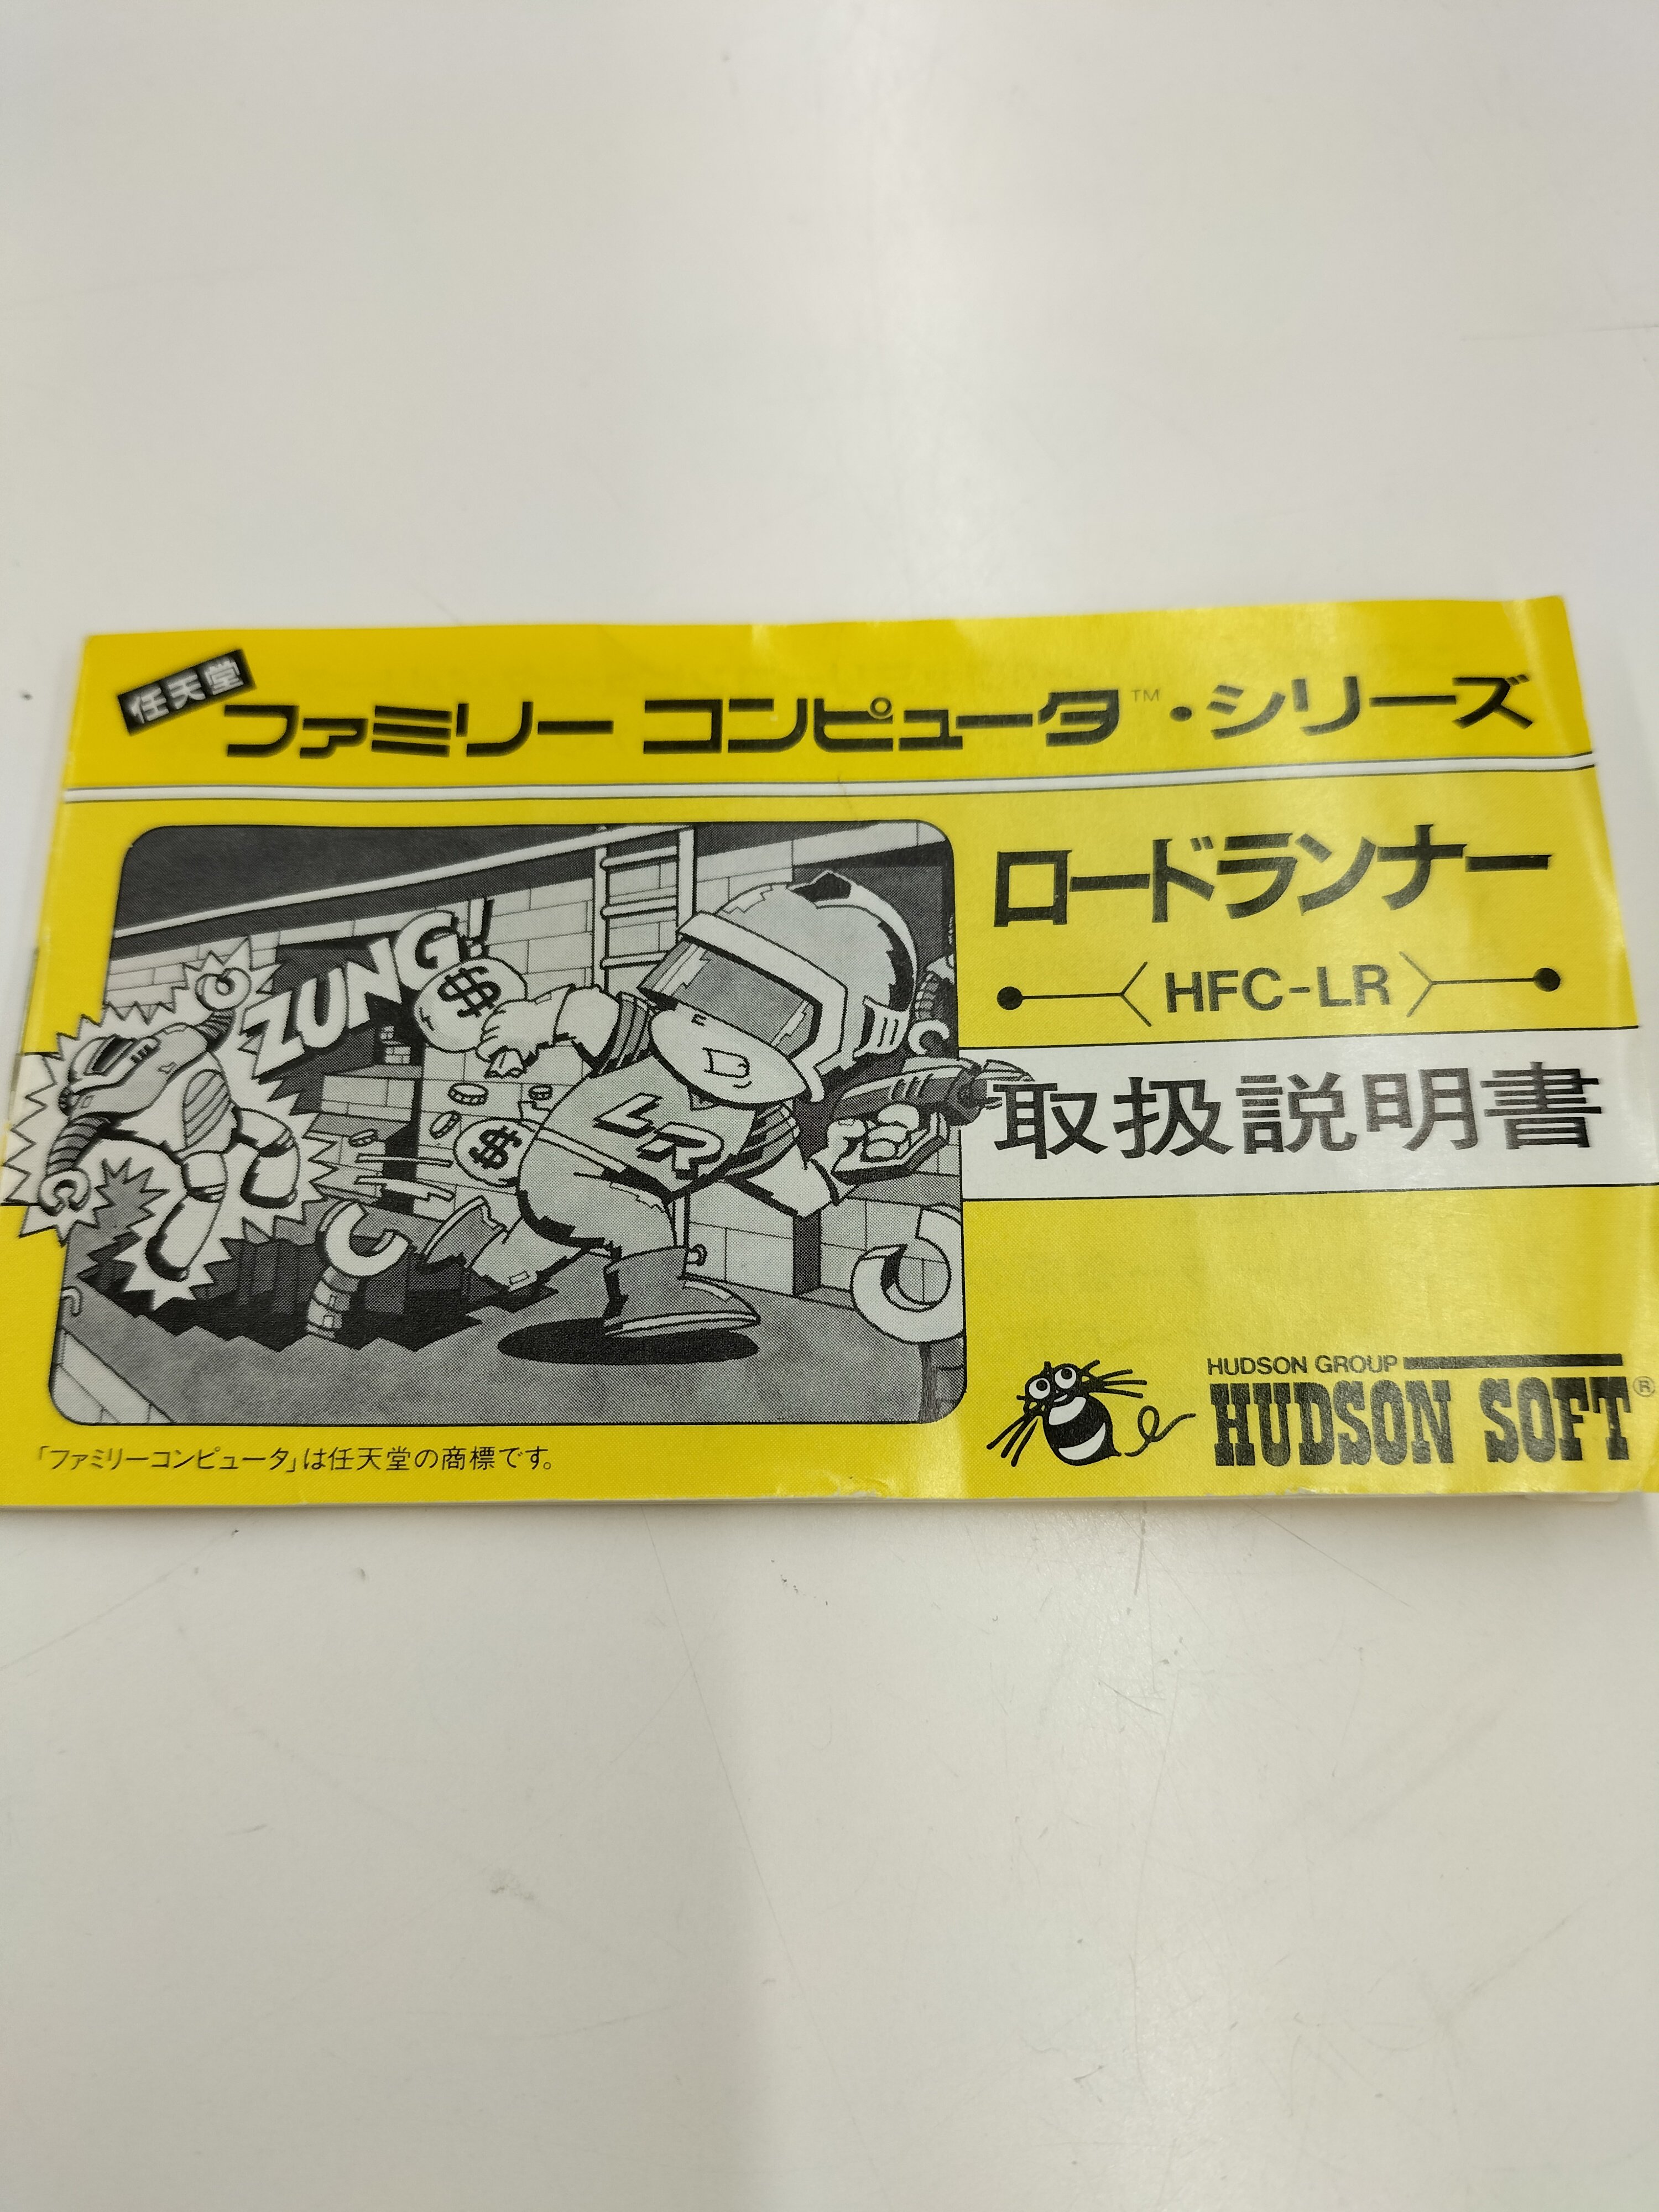 任天堂
ファミリー コンピュータ™・シリーズ
ロードランナー
HFC-LR
取扱説明書
ZUNG!
$
$
LR
HUDSON GROUP
HUDSON SOFT®
「ファミリーコンピュータ」は任天堂の商標です。